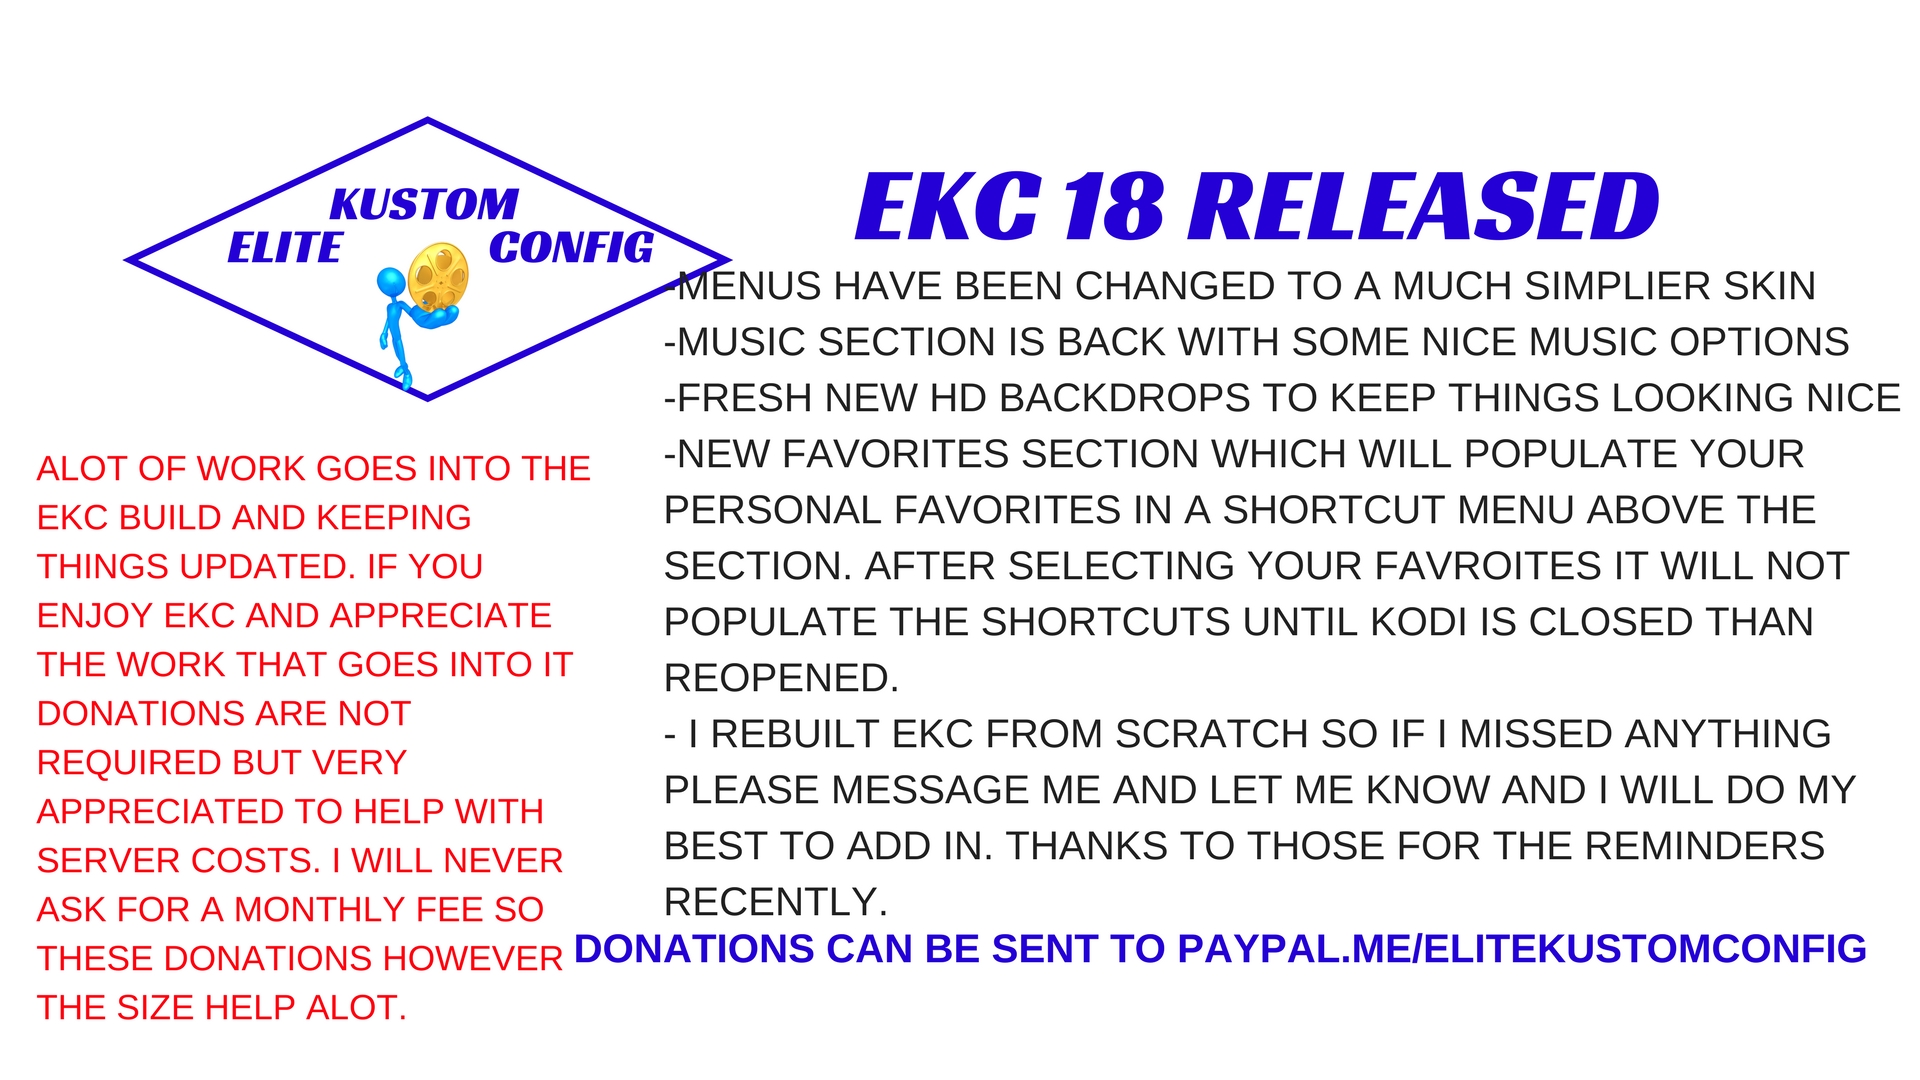 KUSTOM
ELITE CONFIG
EKC 18 RELEASED
-MENUS HAVE BEEN CHANGED TO A MUCH SIMPLIER SKIN
-MUSIC SECTION IS BACK WITH SOME NICE MUSIC OPTIONS
-FRESH NEW HD BACKDROPS TO KEEP THINGS LOOKING NICE
-NEW FAVORITES SECTION WHICH WILL POPULATE YOUR
PERSONAL FAVORITES IN A SHORTCUT MENU ABOVE THE
SECTION. AFTER SELECTING YOUR FAVROITES IT WILL NOT
POPULATE THE SHORTCUTS UNTIL KODI IS CLOSED THAN
REOPENED.
- I REBUILT EKC FROM SCRATCH SO IF I MISSED ANYTHING
PLEASE MESSAGE ME AND LET ME KNOW AND I WILL DO MY
BEST TO ADD IN. THANKS TO THOSE FOR THE REMINDERS
RECENTLY.
ALOT OF WORK GOES INTO THE
EKC BUILD AND KEEPING
THINGS UPDATED. IF YOU
ENJOY EKC AND APPRECIATE
THE WORK THAT GOES INTO IT
DONATIONS ARE NOT
REQUIRED BUT VERY
APPRECIATED TO HELP WITH
SERVER COSTS. I WILL NEVER
ASK FOR A MONTHLY FEE SO
THESE DONATIONS HOWEVER
THE SIZE HELP ALOT.
DONATIONS CAN BE SENT TO PAYPAL.ME/ELITEKUSTOMCONFIG